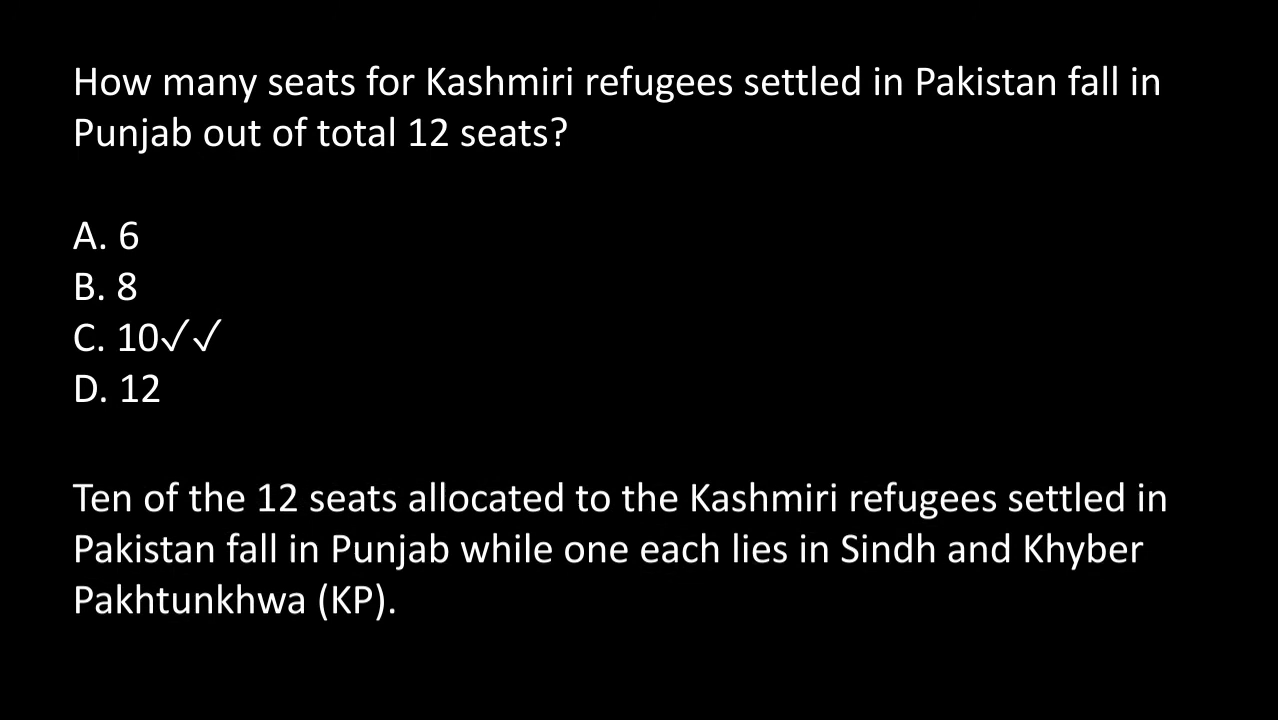 How many seats for Kashmiri refugees settled in Pakistan fall in
Punjab out of total 12 seats?
A. 6
B. 8
C. 10✓✓
D. 12
Ten of the 12 seats allocated to the Kashmiri refugees settled in
Pakistan fall in Punjab while one each lies in Sindh and Khyber
Pakhtunkhwa (KP).